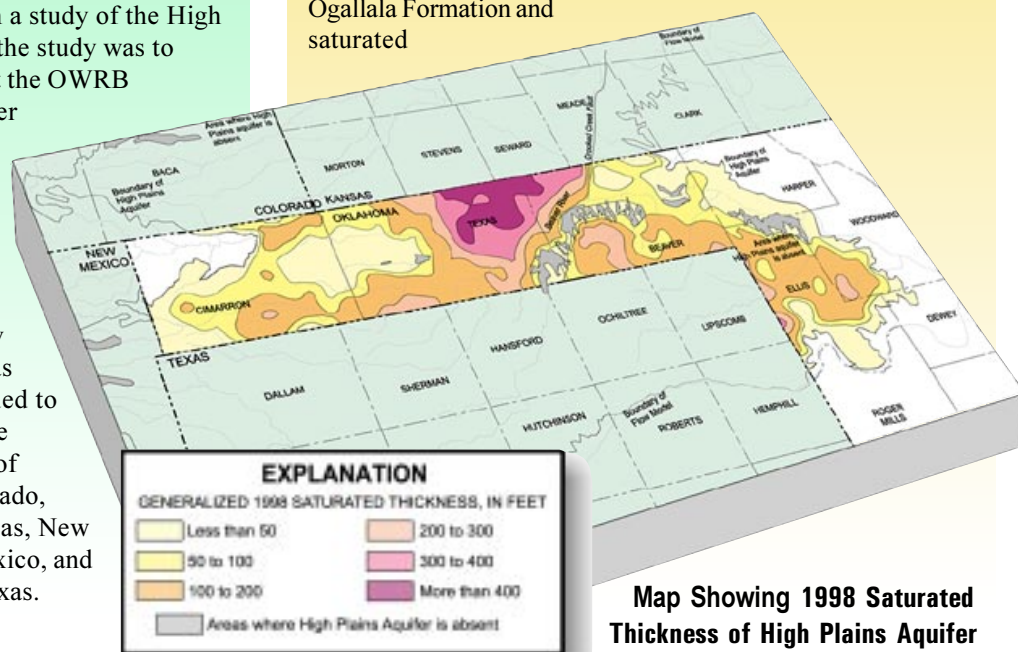 n a study of the High
the study was to
t the OWRB
er
y
as
ed to
e
of
ado,
as, New
xico, and
xas.
Ogallala Formation and
saturated
Boundary of
Flow Model
Area where High
Plains aquifer is
absent
BACA
Boundary of
High Plains
Aquifer
MORTON
STEVENS
SEWARD
MEADE
Crooked Creek Fault
CLARK
Boundary of
High Plains
Aquifer
HARPER
WOODWARD
COLORADO
KANSAS
OKLAHOMA
NEW
MEXICO
TEXAS
Beaver River
BEAVER
Area where
High Plains aquifer
is absent
ELLIS
DEWEY
CIMARRON
TEXAS
DALLAM
SHERMAN
HANSFORD
OCHILTREE
LIPSCOMB
HUTCHINSON
Boundary of
Flow Model
ROBERTS
HEMPHILL
ROGER
MILLS
EXPLANATION
GENERALIZED 1998 SATURATED THICKNESS, IN FEET
Less than 50
50 to 100
100 to 200
200 to 300
300 to 400
More than 400
Areas where High Plains Aquifer is absent
Map Showing 1998 Saturated
Thickness of High Plains Aquifer